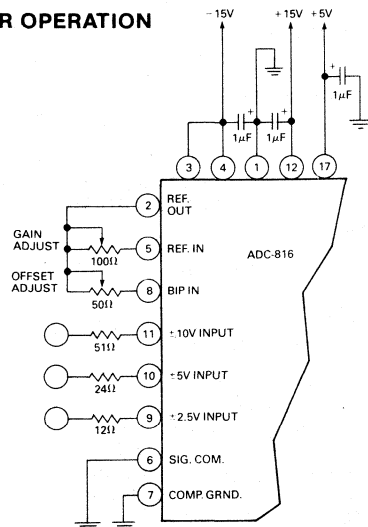 R OPERATION
- 15V
+ 15V
+5V
+
1µF
+
1µF
+
1µF
3
4
1
12
17
2
REF.
OUT
GAIN
ADJUST
100Ω
5
REF. IN
ADC-816
OFFSET
ADJUST
50Ω
8
BIP IN
51Ω
11
±10V INPUT
24Ω
10
±5V INPUT
12Ω
9
±2.5V INPUT
6
SIG. COM.
7
COMP. GRND.